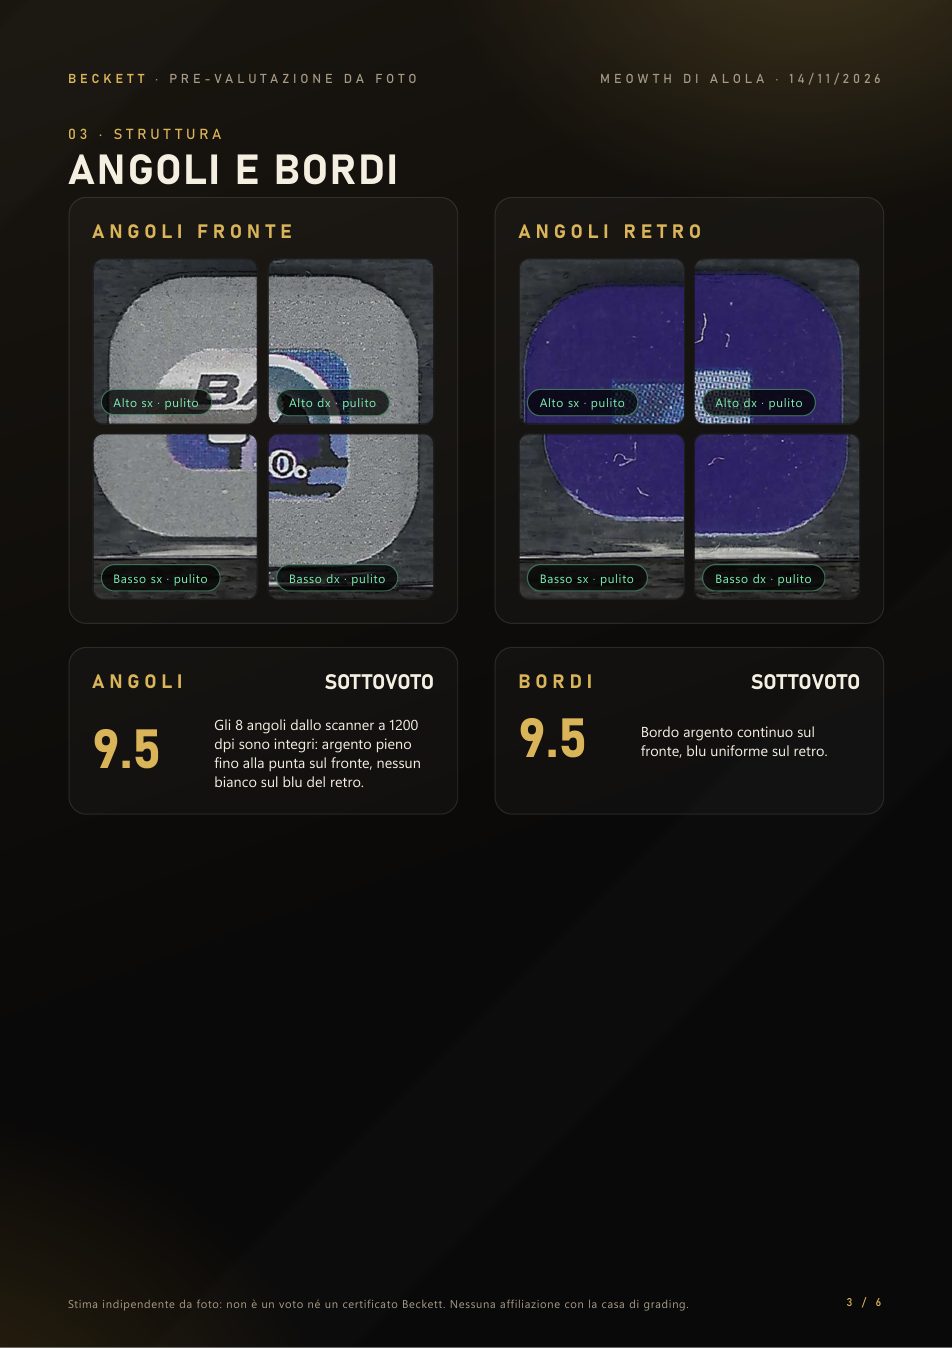 BECKETT · PRE-VALUTAZIONE DA FOTO
MEOWTH DI ALOLA · 14/11/2026
03 · STRUTTURA
ANGOLI E BORDI
ANGOLI FRONTE
BA
Alto sx · pulito
Alto dx · pulito
Basso sx · pulito
Basso dx · pulito
ANGOLI RETRO
Alto sx · pulito
Alto dx · pulito
Basso sx · pulito
Basso dx · pulito
ANGOLI
SOTTOVOTO
9.5
Gli 8 angoli dallo scanner a 1200
dpi sono integri: argento pieno
fino alla punta sul fronte, nessun
bianco sul blu del retro.
BORDI
SOTTOVOTO
9.5
Bordo argento continuo sul
fronte, blu uniforme sul retro.
Stima indipendente da foto: non è un voto né un certificato Beckett. Nessuna affiliazione con la casa di grading.
3 / 6